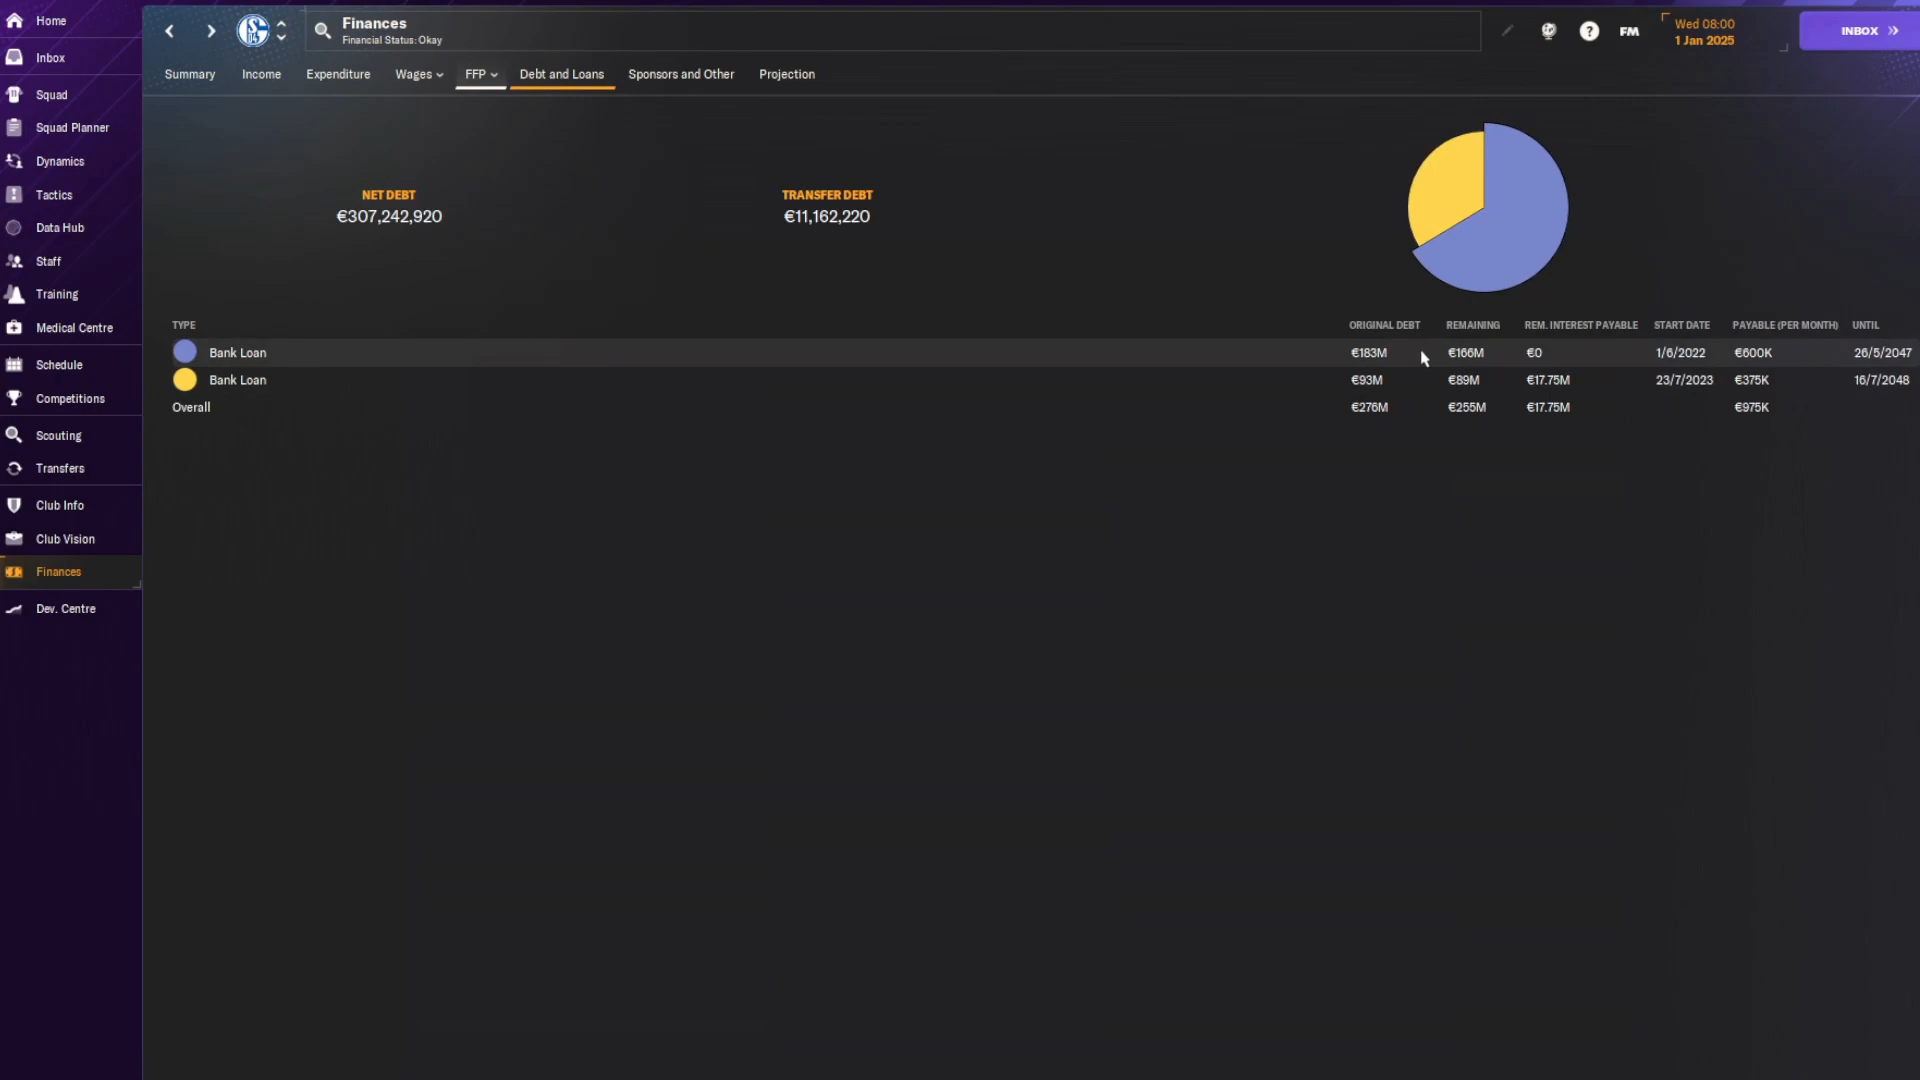 Home
Inbox
Squad
Squad Planner
Dynamics
Tactics
Data Hub
Staff
Training
Medical Centre
Schedule
Competitions
Scouting
Transfers
Club Info
Club Vision
Finances
Dev. Centre
Finances
Financial Status: Okay
? FM
Wed 08:00
1 Jan 2025
INBOX
Summary Income Expenditure Wages FFP Debt and Loans Sponsors and Other Projection
NET DEBT TRANSFER DEBT
€307,242,920 €11,162,220
TYPE ORIGINAL DEBT REMAINING REM. INTEREST PAYABLE START DATE PAYABLE (PER MONTH) UNTIL
Bank Loan €183M €166M €0 1/6/2022 €600K 26/5/2047
Bank Loan €93M €89M €17.75M 23/7/2023 €375K 16/7/2048
Overall €276M €255M €17.75M €975K